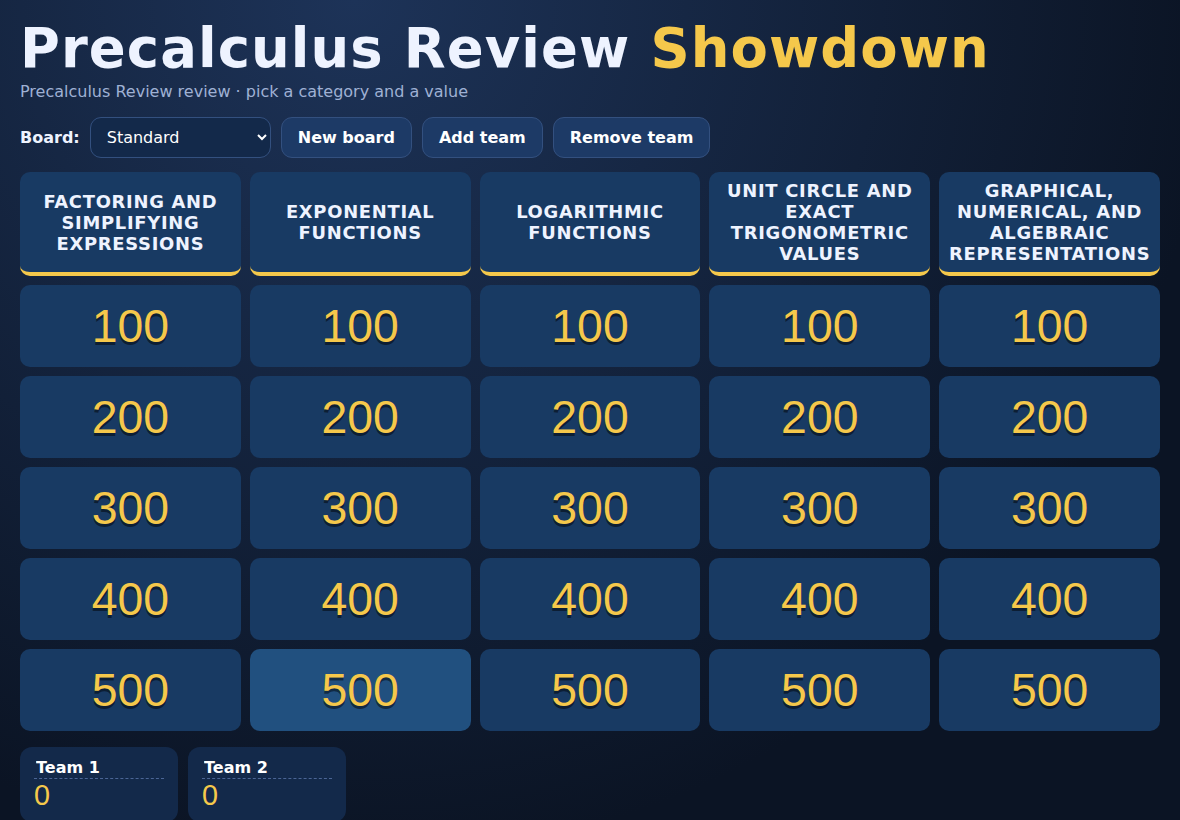 Precalculus Review Showdown
Precalculus Review review · pick a category and a value
Board: Standard New board Add team Remove team
FACTORING AND
SIMPLIFYING
EXPRESSIONS
EXPONENTIAL
FUNCTIONS
LOGARITHMIC
FUNCTIONS
UNIT CIRCLE AND
EXACT
TRIGONOMETRIC
VALUES
GRAPHICAL,
NUMERICAL, AND
ALGEBRAIC
REPRESENTATIONS
100 100 100 100 100
200 200 200 200 200
300 300 300 300 300
400 400 400 400 400
500 500 500 500 500
Team 1 Team 2
0 0